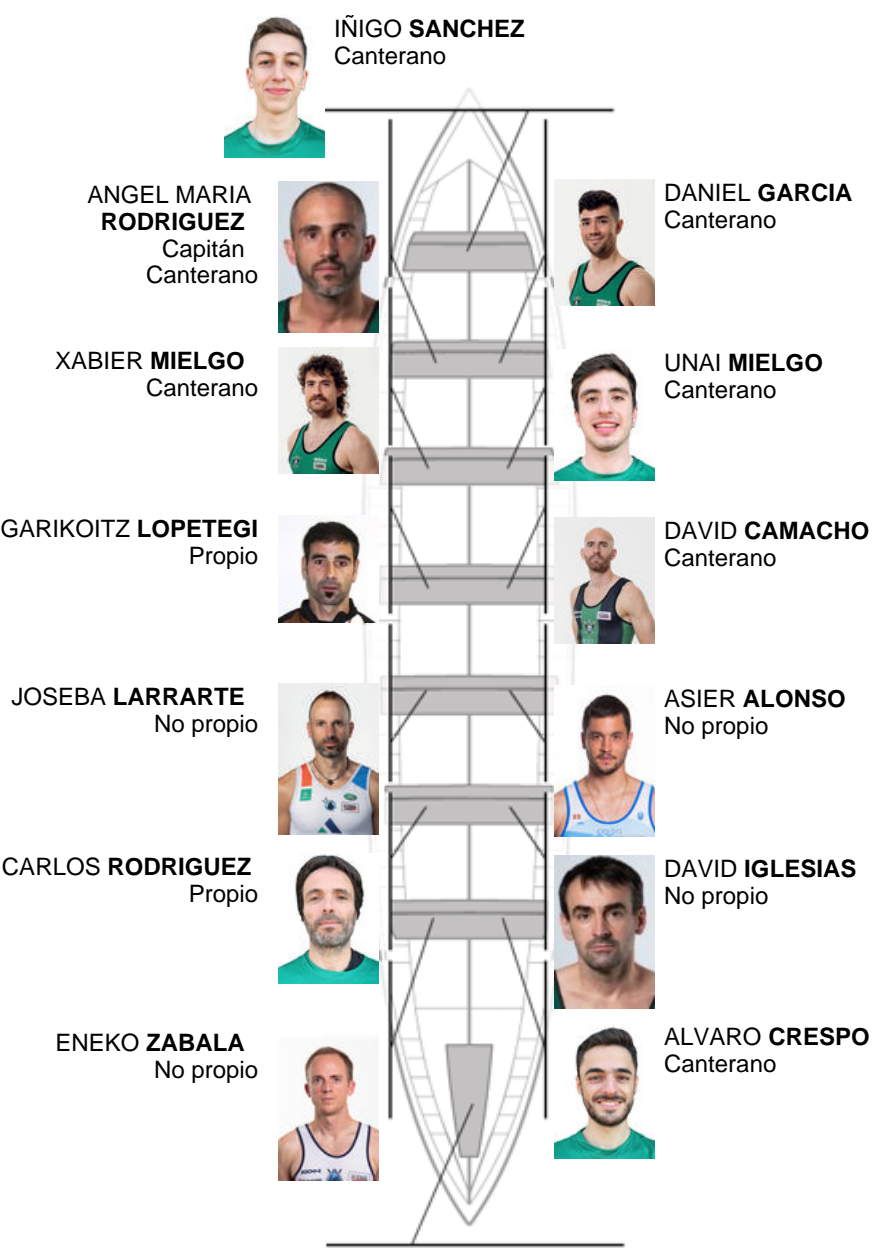 IÑIGO SANCHEZ
Canterano
ANGEL MARIA
RODRIGUEZ
Capitán
Canterano
DANIEL GARCIA
Canterano
XABIER MIELGO
Canterano
UNAI MIELGO
Canterano
GARIKOITZ LOPETEGI
Propio
DAVID CAMACHO
Canterano
JOSEBA LARRARTE
No propio
ASIER ALONSO
No propio
CARLOS RODRIGUEZ
Propio
DAVID IGLESIAS
No propio
ENEKO ZABALA
No propio
ALVARO CRESPO
Canterano